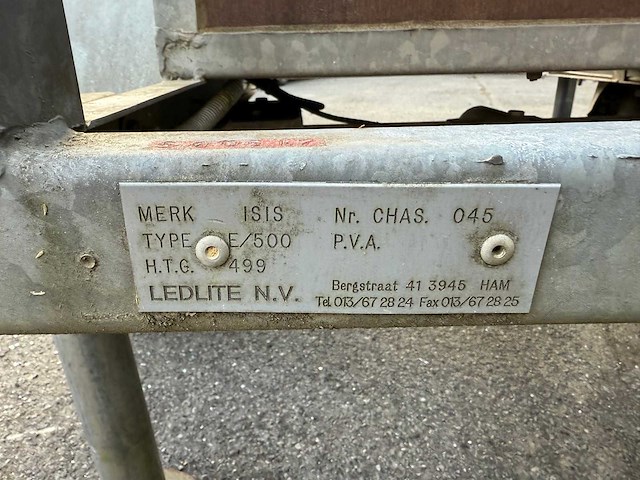 MERK ISIS Nr. CHAS. 045
TYPE E/500 P.V.A.
H.T.G. 499
LEDLITE N.V. Bergstraat 41 3945 HAM
Tel. 013/67 28 24 Fax 013/67 28 25